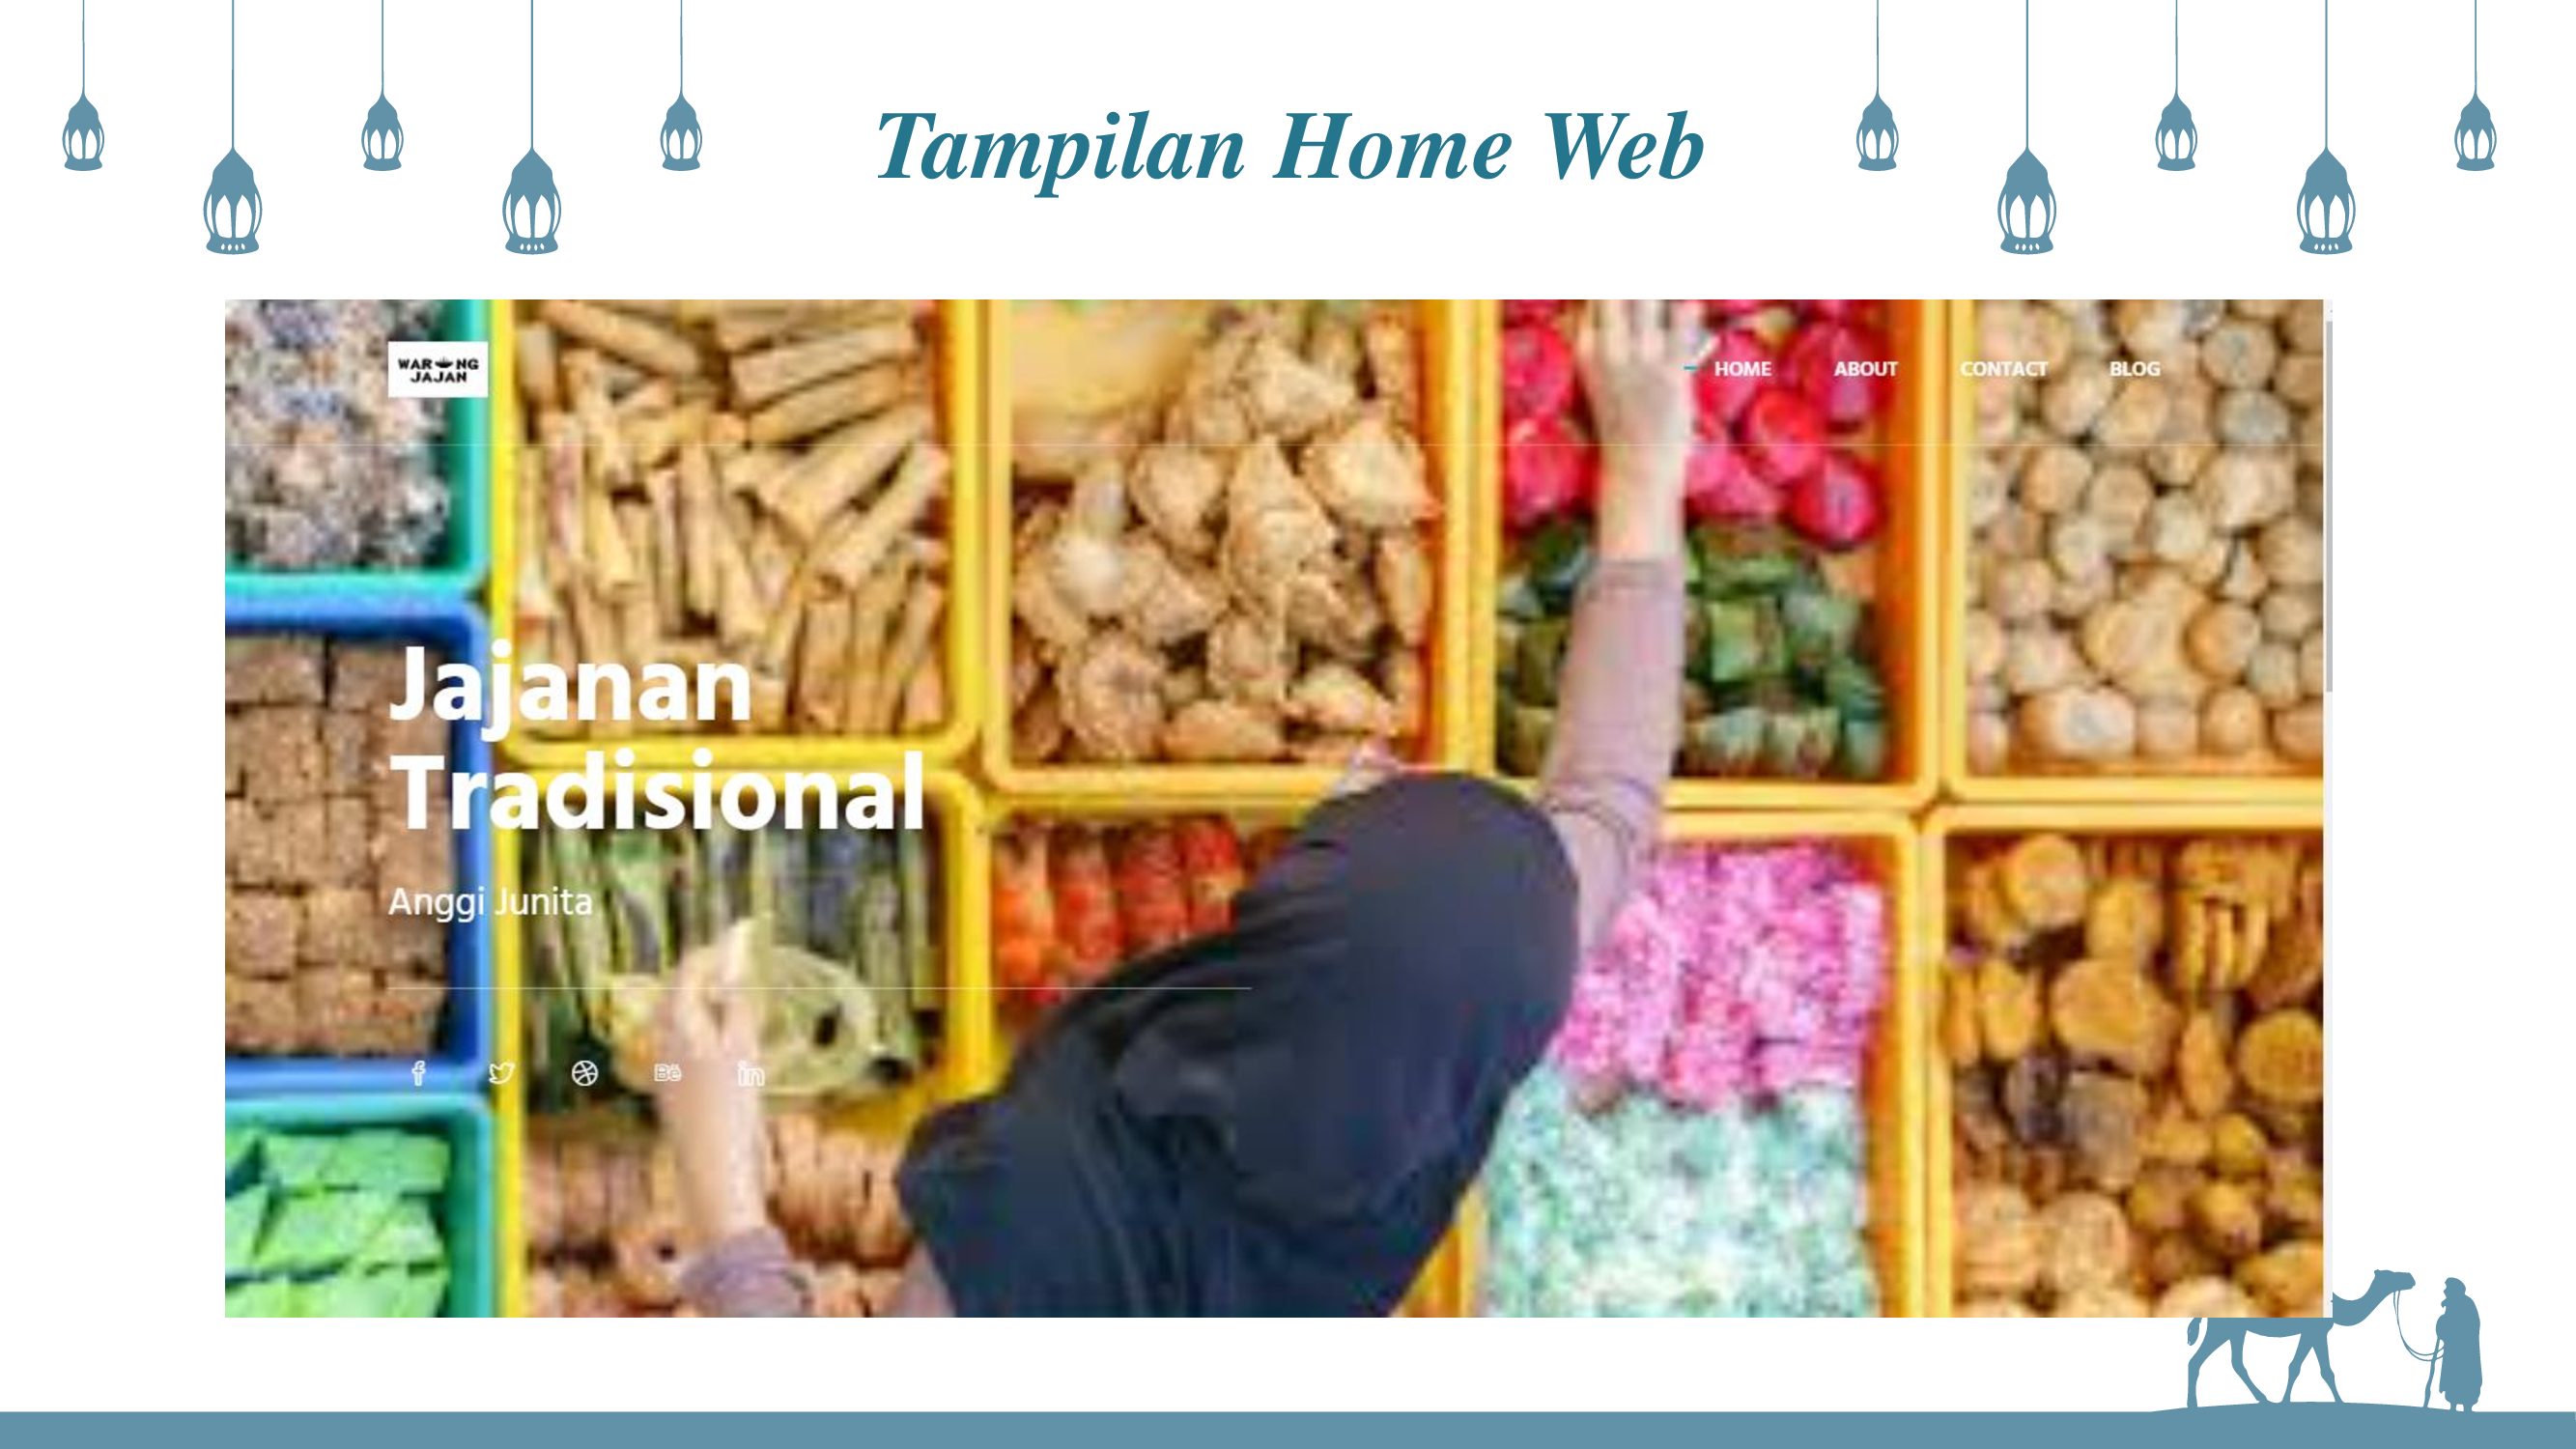 Tampilan Home Web
WAR NG
JAJAN
HOME ABOUT CONTACT BLOG
Jajanan
Tradisional
Anggi Junita
f Bē in